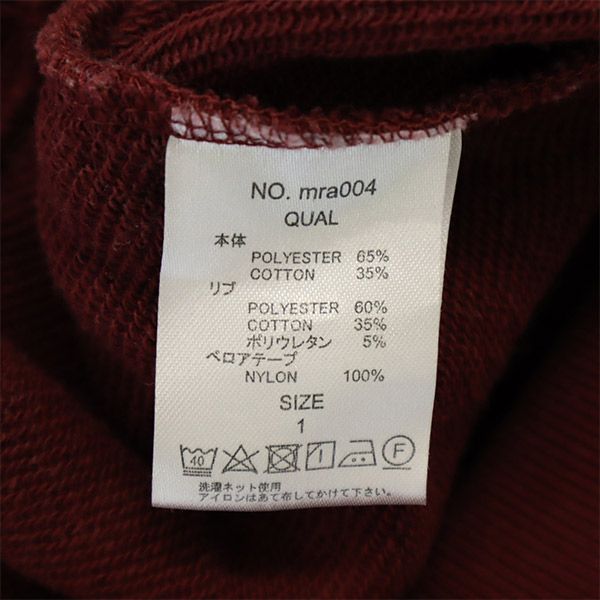 NO. mra004
QUAL
本体
POLYESTER 65%
COTTON 35%
リブ
POLYESTER 60%
COTTON 35%
ポリウレタン 5%
ベロアテープ
NYLON 100%
SIZE
1
40 F
洗濯ネット使用
アイロンはあて布してかけて下さい。